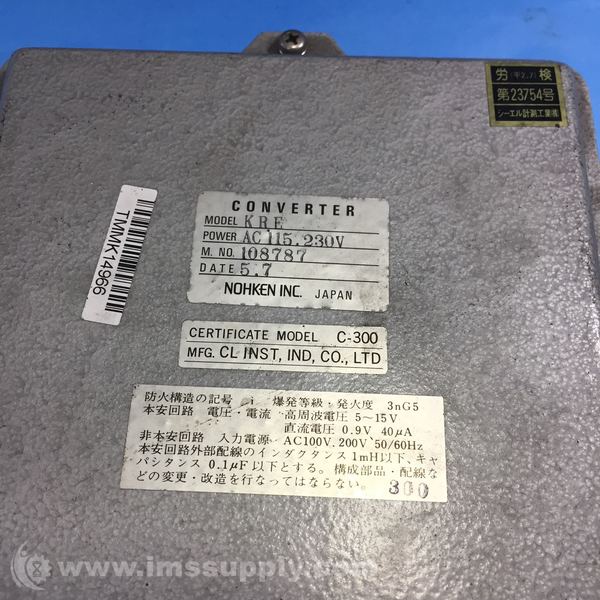 労(平2.7)検
第23754号
シーエル計測工業(株)
CONVERTER
MODEL KRE
POWER AC115.230V
M. NO. 108787
DATE 5.7
NOHKEN INC. JAPAN
TMMK14966
CERTIFICATE MODEL C-300
MFG. CL INST, IND, CO., LTD
防火構造の記号 i 爆発等級・発火度 3nG5
本安回路 電圧・電流 高周波電圧 5〜15V
直流電圧 0.9V 40μA
非本安回路 入力電源 AC100V, 200V 50/60Hz
本安回路外部配線のインダクタンス 1mH以下、キャ
パシタンス 0.1μF 以下とする。構成部品・配線な
どの変更・改造を行なってはならない。 300
www.imssupply.com